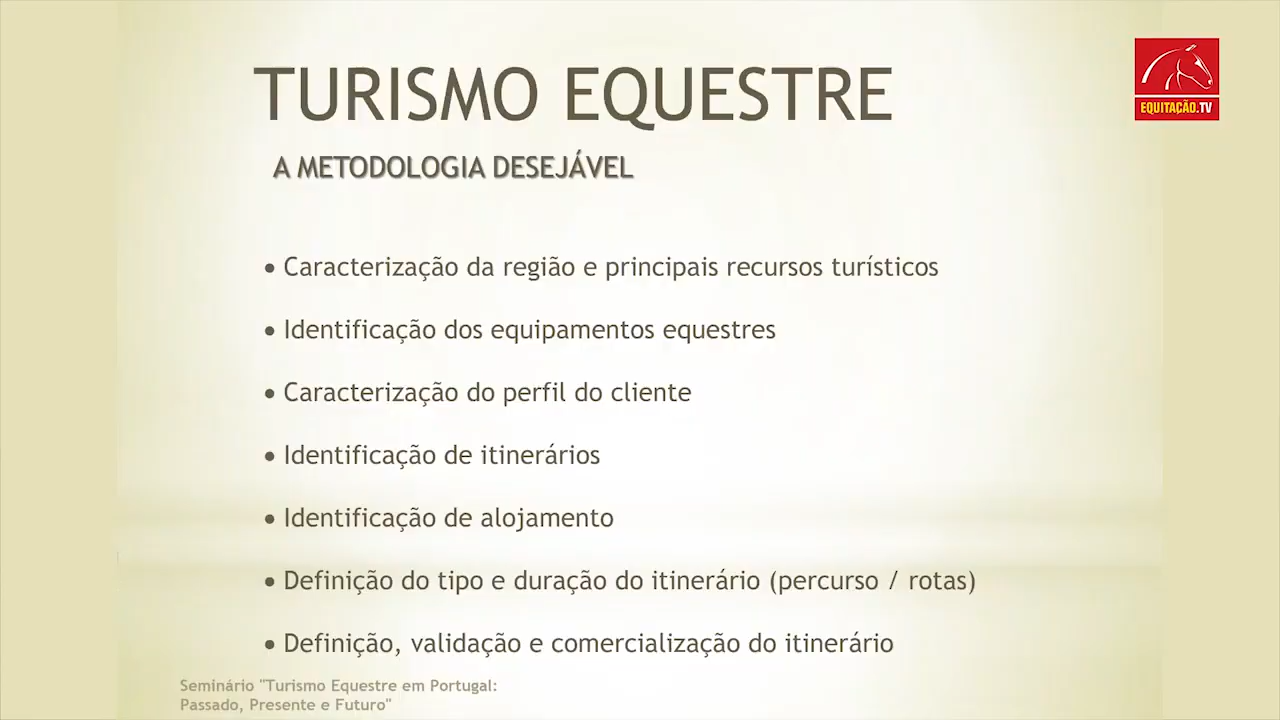 TURISMO EQUESTRE
EQUITAÇÃO.TV
A METODOLOGIA DESEJÁVEL
• Caracterização da região e principais recursos turísticos
• Identificação dos equipamentos equestres
• Caracterização do perfil do cliente
• Identificação de itinerários
• Identificação de alojamento
• Definição do tipo e duração do itinerário (percurso / rotas)
• Definição, validação e comercialização do itinerário
Seminário "Turismo Equestre em Portugal:
Passado, Presente e Futuro"